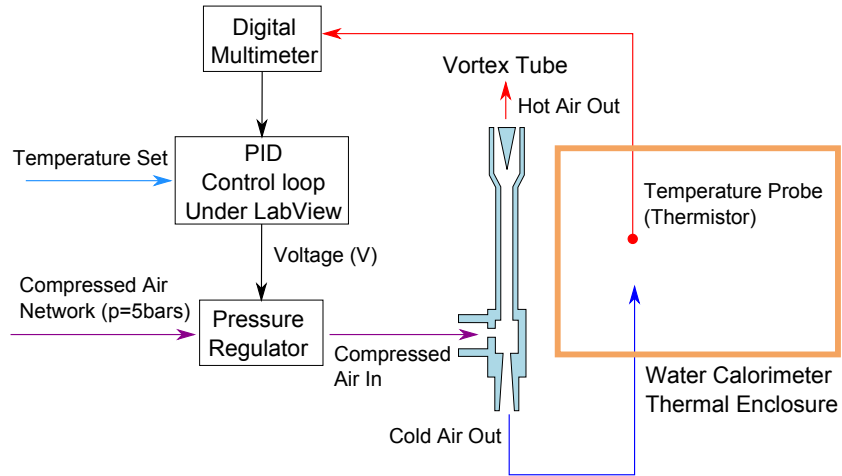 Digital
Multimeter
Vortex Tube
Hot Air Out
Temperature Set
PID
Control loop
Under LabView
Temperature Probe
(Thermistor)
Voltage (V)
Compressed Air
Network (p=5bars)
Pressure
Regulator
Compressed
Air In
Water Calorimeter
Thermal Enclosure
Cold Air Out